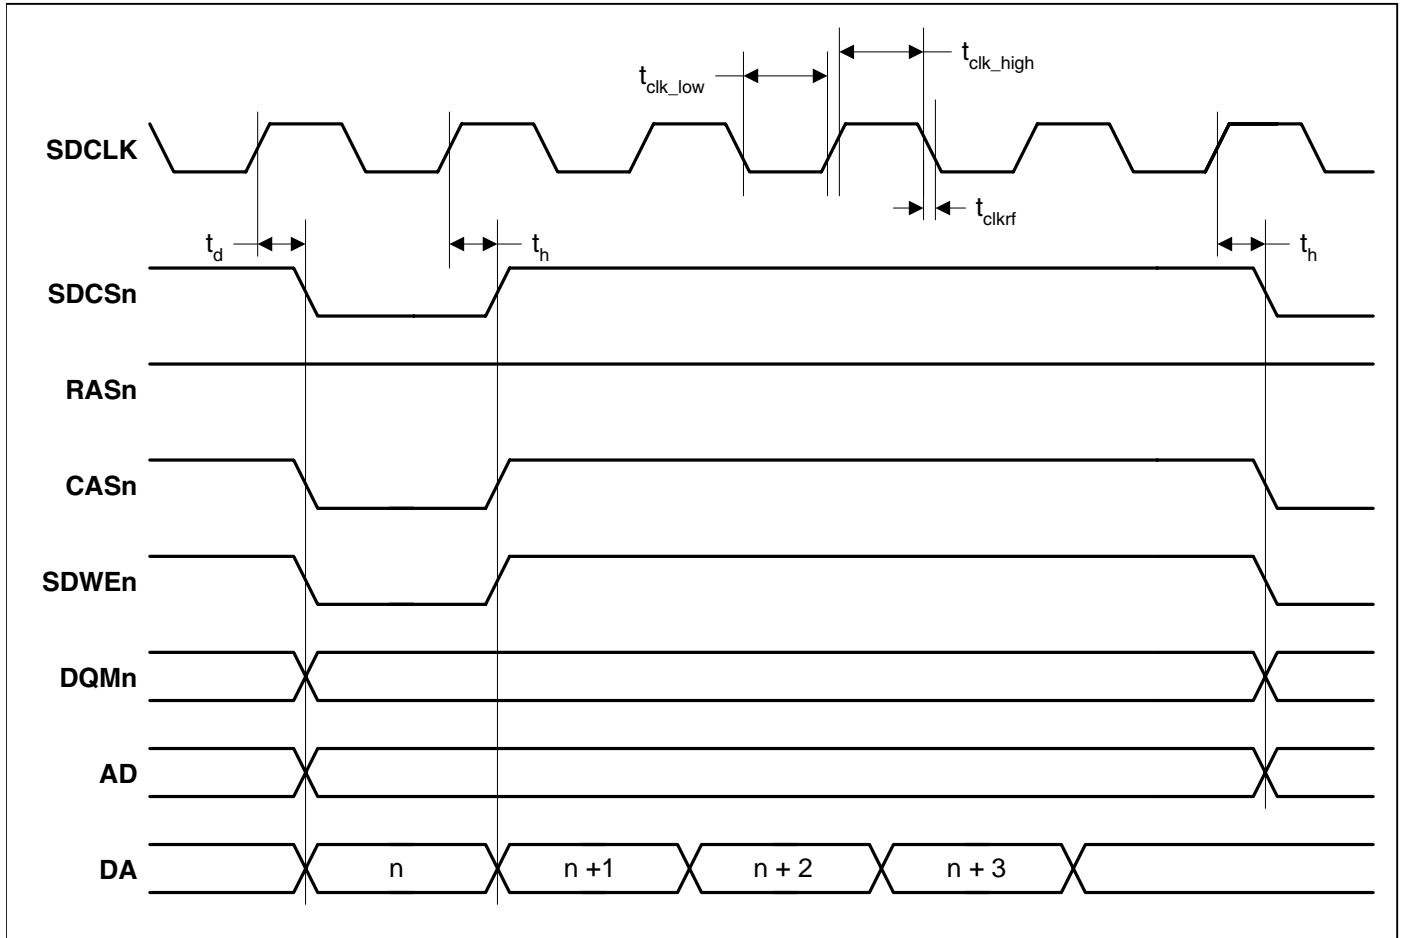 t_clk_high
t_clk_low
SDCLK
t_clkrf
t_d
t_h
t_h
SDCSn
RASn
CASn
SDWEn
DQMn
AD
DA
n
n +1
n + 2
n + 3